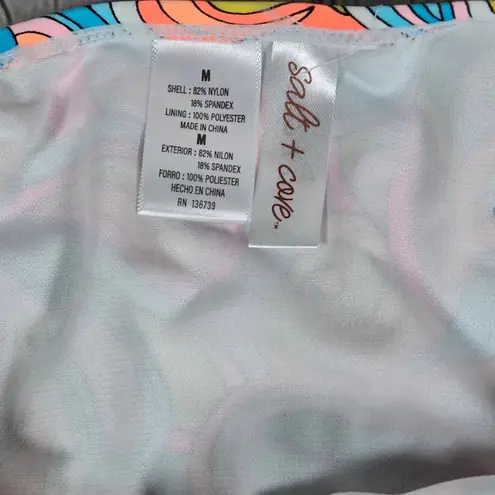 M
SHELL : 82% NYLON
18% SPANDEX
LINING : 100% POLYESTER
MADE IN CHINA
M
EXTERIOR : 82% NILON
18% SPANDEX
FORRO : 100% POLIESTER
HECHO EN CHINA
RN 136739
salt + cove™